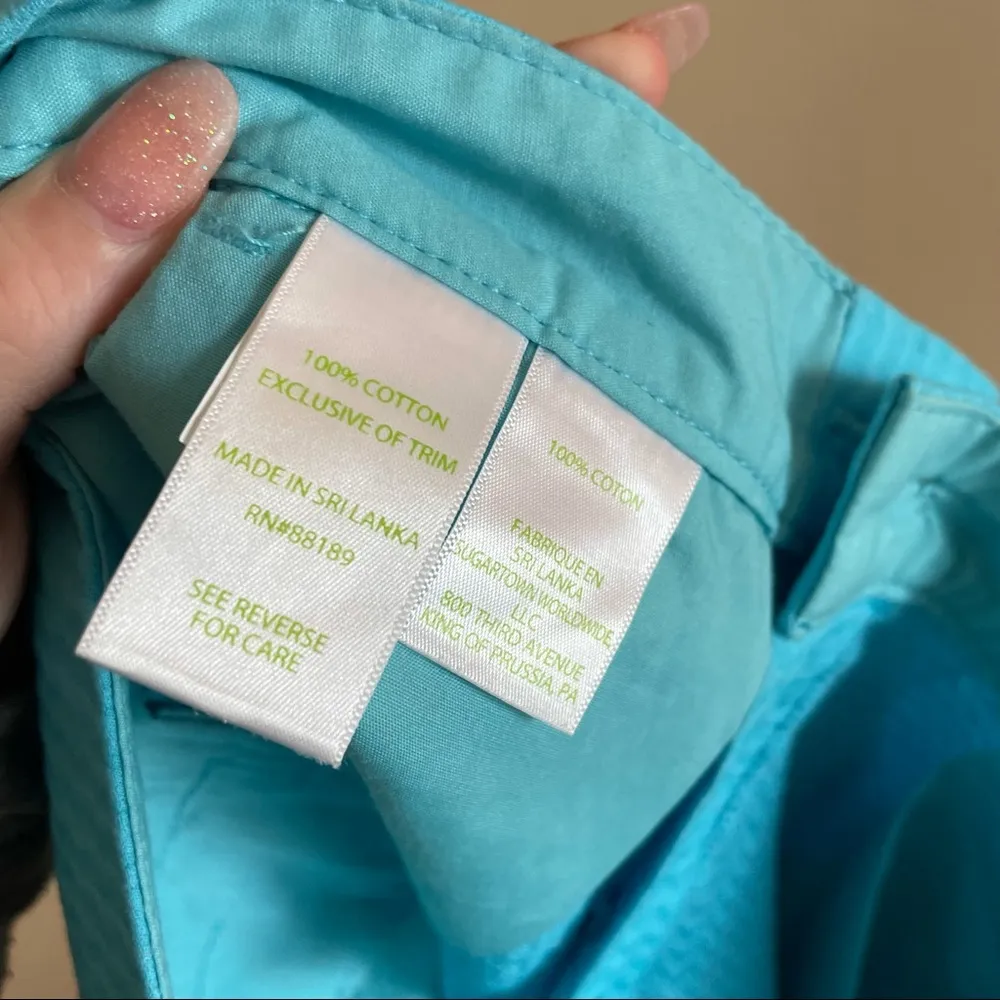 100% COTTON
EXCLUSIVE OF TRIM
MADE IN SRI LANKA
RN#88189
SEE REVERSE
FOR CARE
100% COTON
FABRIQUE EN
SRI LANKA
SUGARTOWN WORLDWIDE
LLC
800 THIRD AVENUE
KING OF PRUSSIA, PA